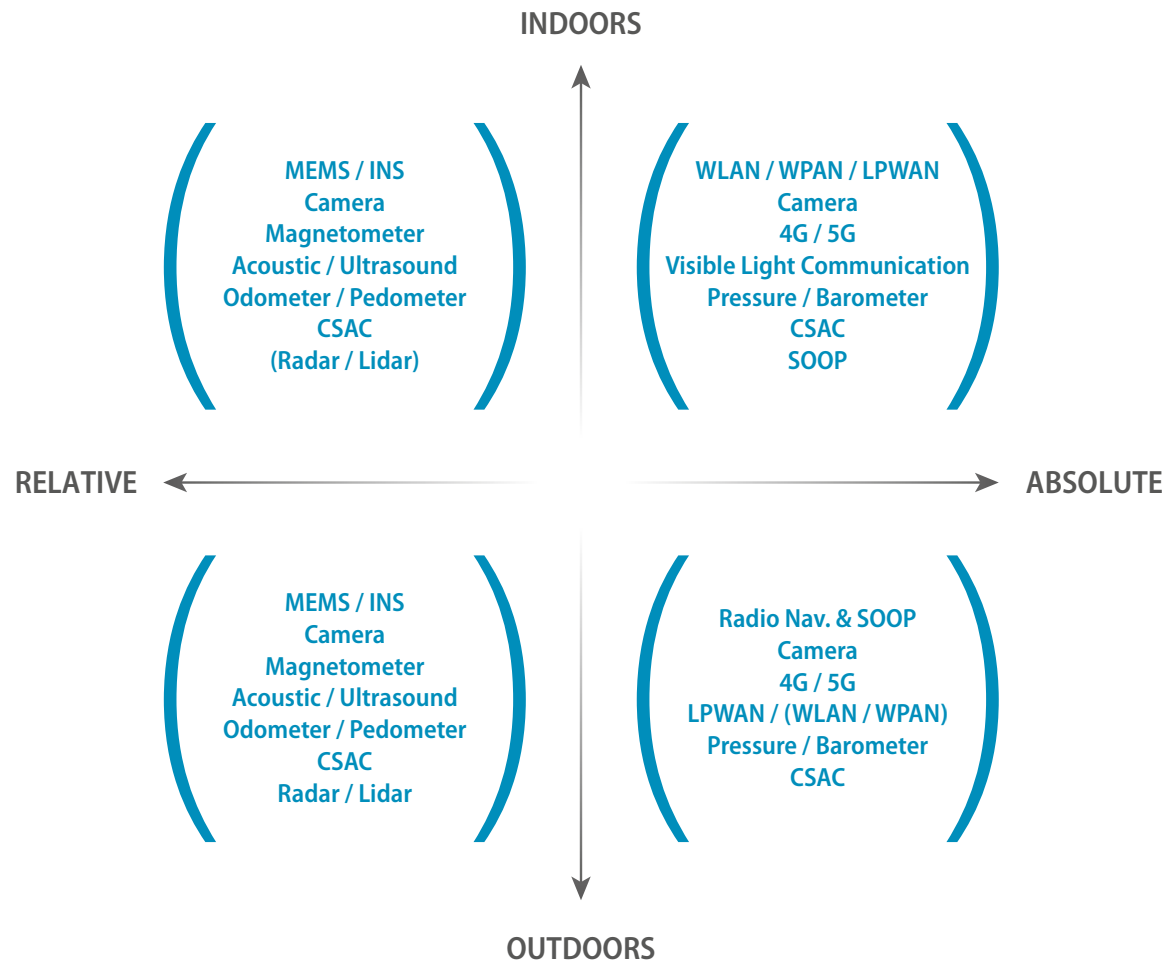 INDOORS
MEMS / INS
Camera
Magnetometer
Acoustic / Ultrasound
Odometer / Pedometer
CSAC
(Radar / Lidar)
WLAN / WPAN / LPWAN
Camera
4G / 5G
Visible Light Communication
Pressure / Barometer
CSAC
SOOP
RELATIVE
ABSOLUTE
MEMS / INS
Camera
Magnetometer
Acoustic / Ultrasound
Odometer / Pedometer
CSAC
Radar / Lidar
Radio Nav. & SOOP
Camera
4G / 5G
LPWAN / (WLAN / WPAN)
Pressure / Barometer
CSAC
OUTDOORS